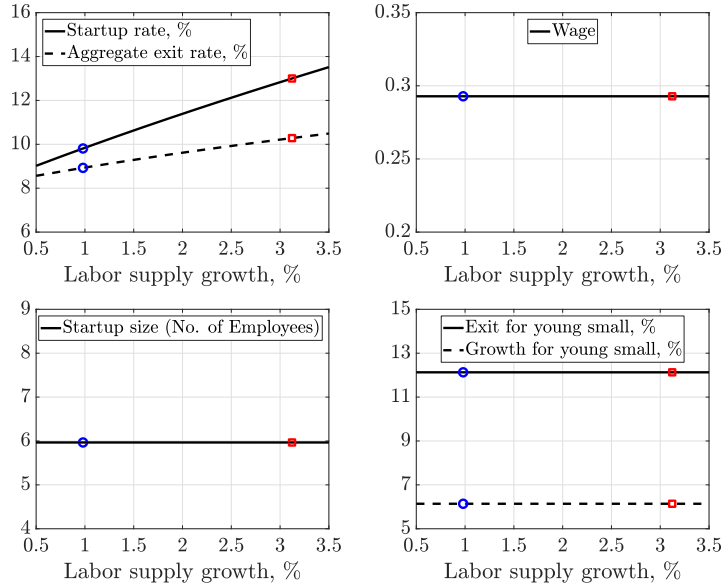 16
14
12
10
8
6
Startup rate, %
Aggregate exit rate, %
0.5 1 1.5 2 2.5 3 3.5
Labor supply growth, %
0.35
0.3
0.25
0.2
Wage
0.5 1 1.5 2 2.5 3 3.5
Labor supply growth, %
9
8
7
6
5
4
Startup size (No. of Employees)
0.5 1 1.5 2 2.5 3 3.5
Labor supply growth, %
15
13
11
9
7
5
Exit for young small, %
Growth for young small, %
0.5 1 1.5 2 2.5 3 3.5
Labor supply growth, %